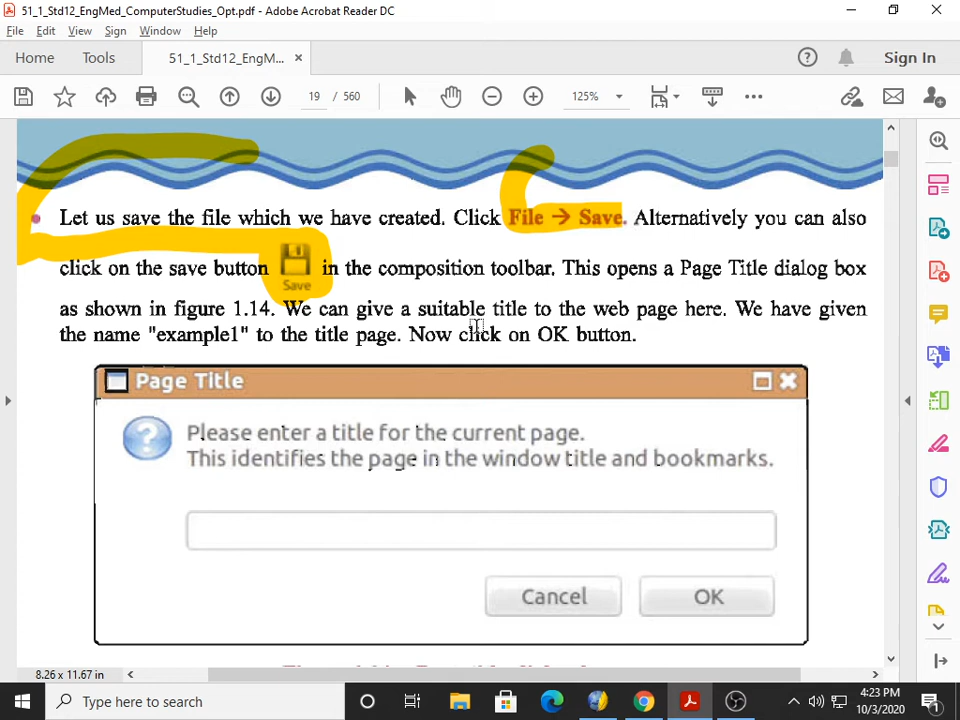 51_1_Std12_EngMed_ComputerStudies_Opt.pdf - Adobe Acrobat Reader DC
File Edit View Sign Window Help
Home Tools 51_1_Std12_EngMed... × Sign In
19 / 560 125%
Let us save the file which we have created. Click File → Save. Alternatively you can also
click on the save button Save in the composition toolbar. This opens a Page Title dialog box
as shown in figure 1.14. We can give a suitable title to the web page here. We have given
the name "example1" to the title page. Now click on OK button.
Page Title
Please enter a title for the current page.
This identifies the page in the window title and bookmarks.
Cancel OK
8.26 x 11.67 in
Type here to search
4:23 PM
10/3/2020
1